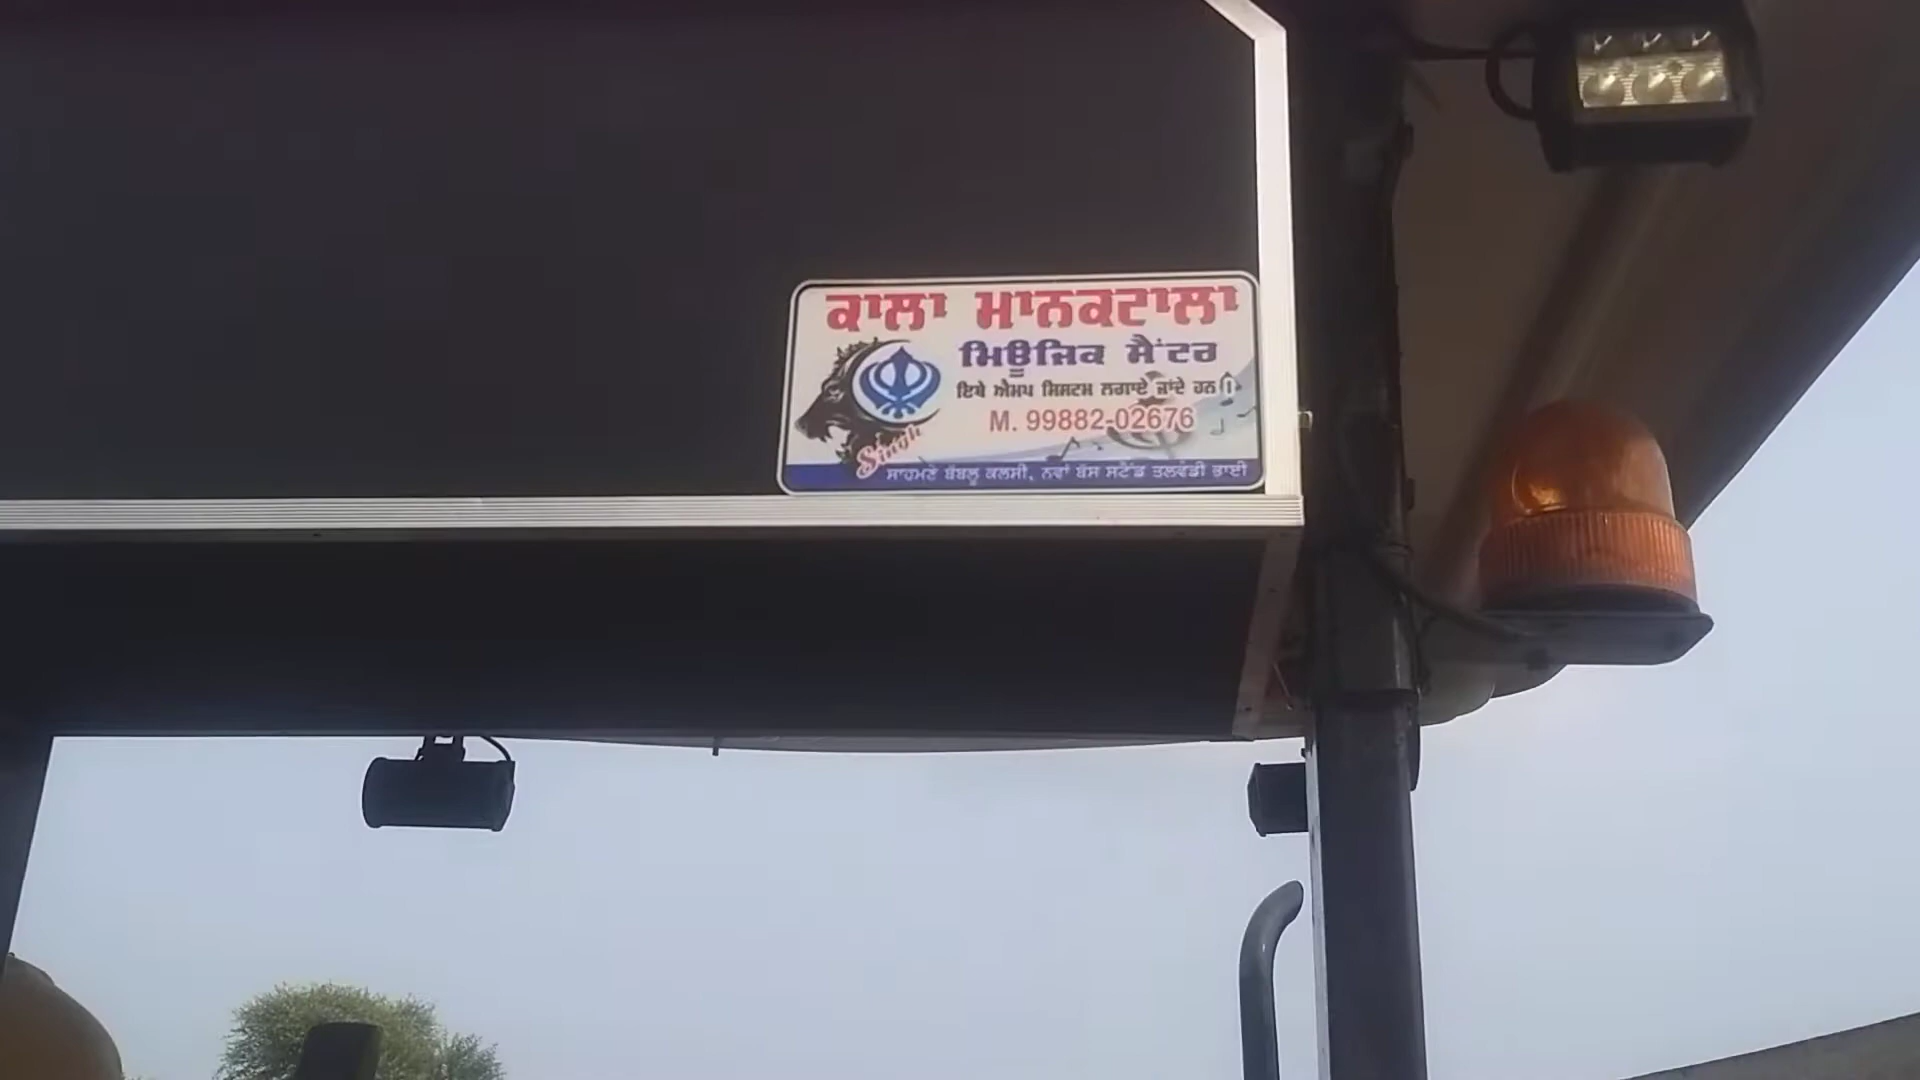 ਕਾਲਾ ਮਾਨਕਟਾਲਾ
ਮਿਊਜਿਕ ਸੈਂਟਰ
ਇਥੇ ਐਮਪ ਸਿਸਟਮ ਲਗਾਏ ਜਾਂਦੇ ਹਨ।
M. 99882-02676
Singh
ਸਾਹਮਣੇ ਬੱਬਲੂ ਕਲਸੀ, ਨਵਾਂ ਬੱਸ ਸਟੈਂਡ ਤਲਵੰਡੀ ਭਾਈ